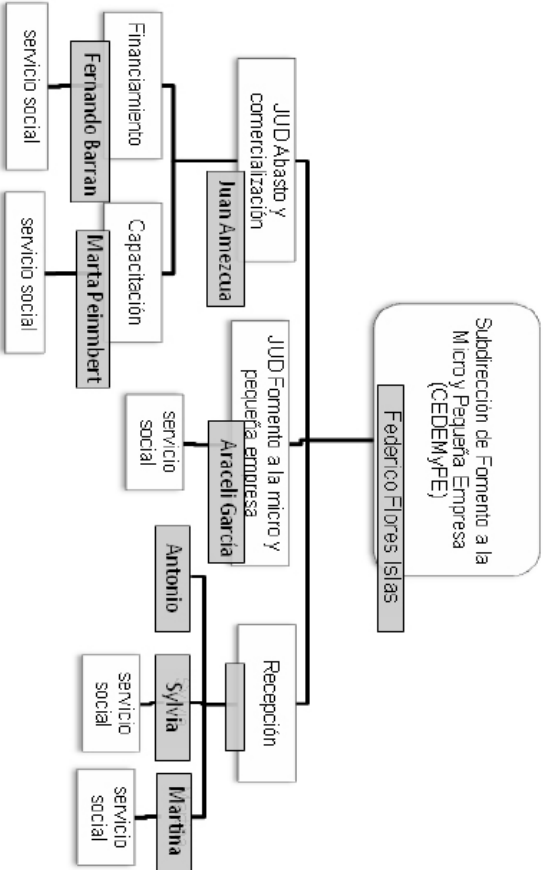 Subdirección de Fomento a la
Micro y Pequeña Empresa
(CEDEMyPE)
Federico Flores Islas
JUD Abasto y
comercialización
Juan Amezcua
JUD Fomento a la micro y
pequeña empresa
Araceli García
Recepción
Financiamiento
Fernando Barran
Capacitación
Marta Peinmbert
servicio
social
Antonio
Sylvia
Martina
servicio social
servicio social
servicio
social
servicio
social